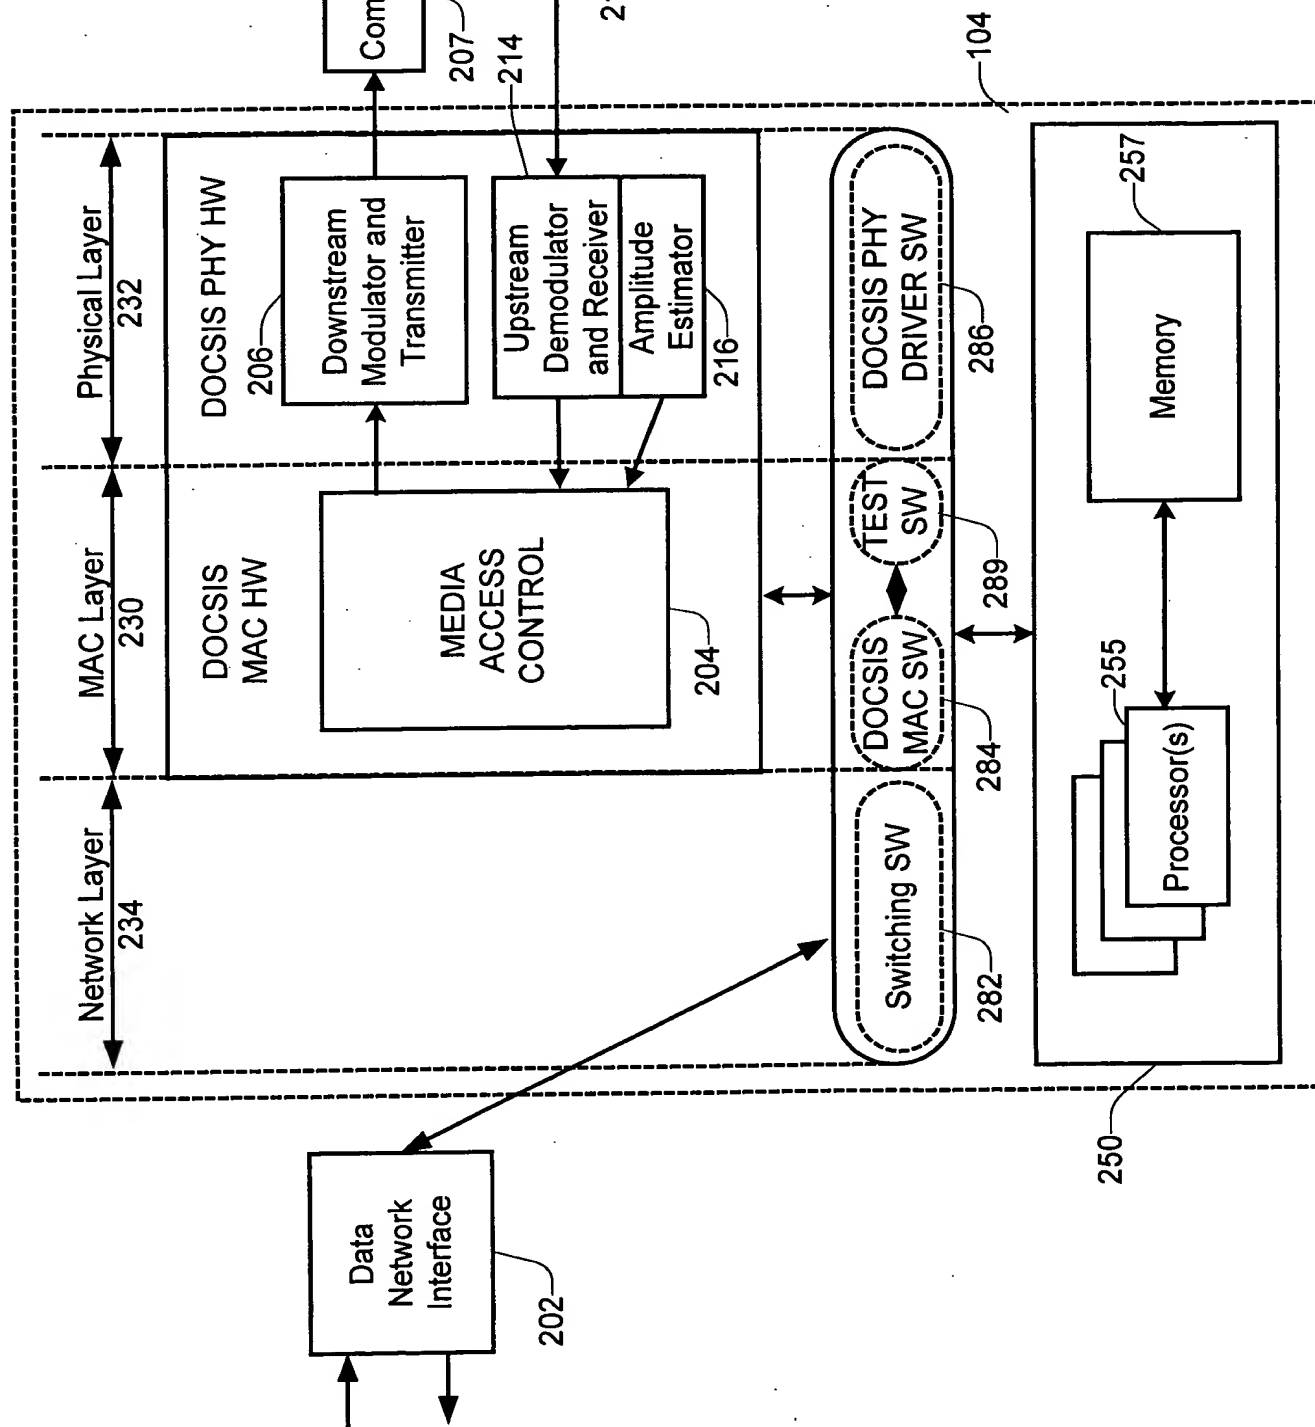 Network Layer
234
MAC Layer
230
Physical Layer
232
DOCSIS
MAC HW
DOCSIS PHY HW
206
Downstream
Modulator and
Transmitter
207
214
Upstream
Demodulator
and Receiver
Amplitude
Estimator
216
MEDIA
ACCESS
CONTROL
204
Data
Network
Interface
202
Switching SW
282
DOCSIS
MAC SW
284
TEST
SW
289
DOCSIS PHY
DRIVER SW
286
104
255
Processor(s)
Memory
257
250